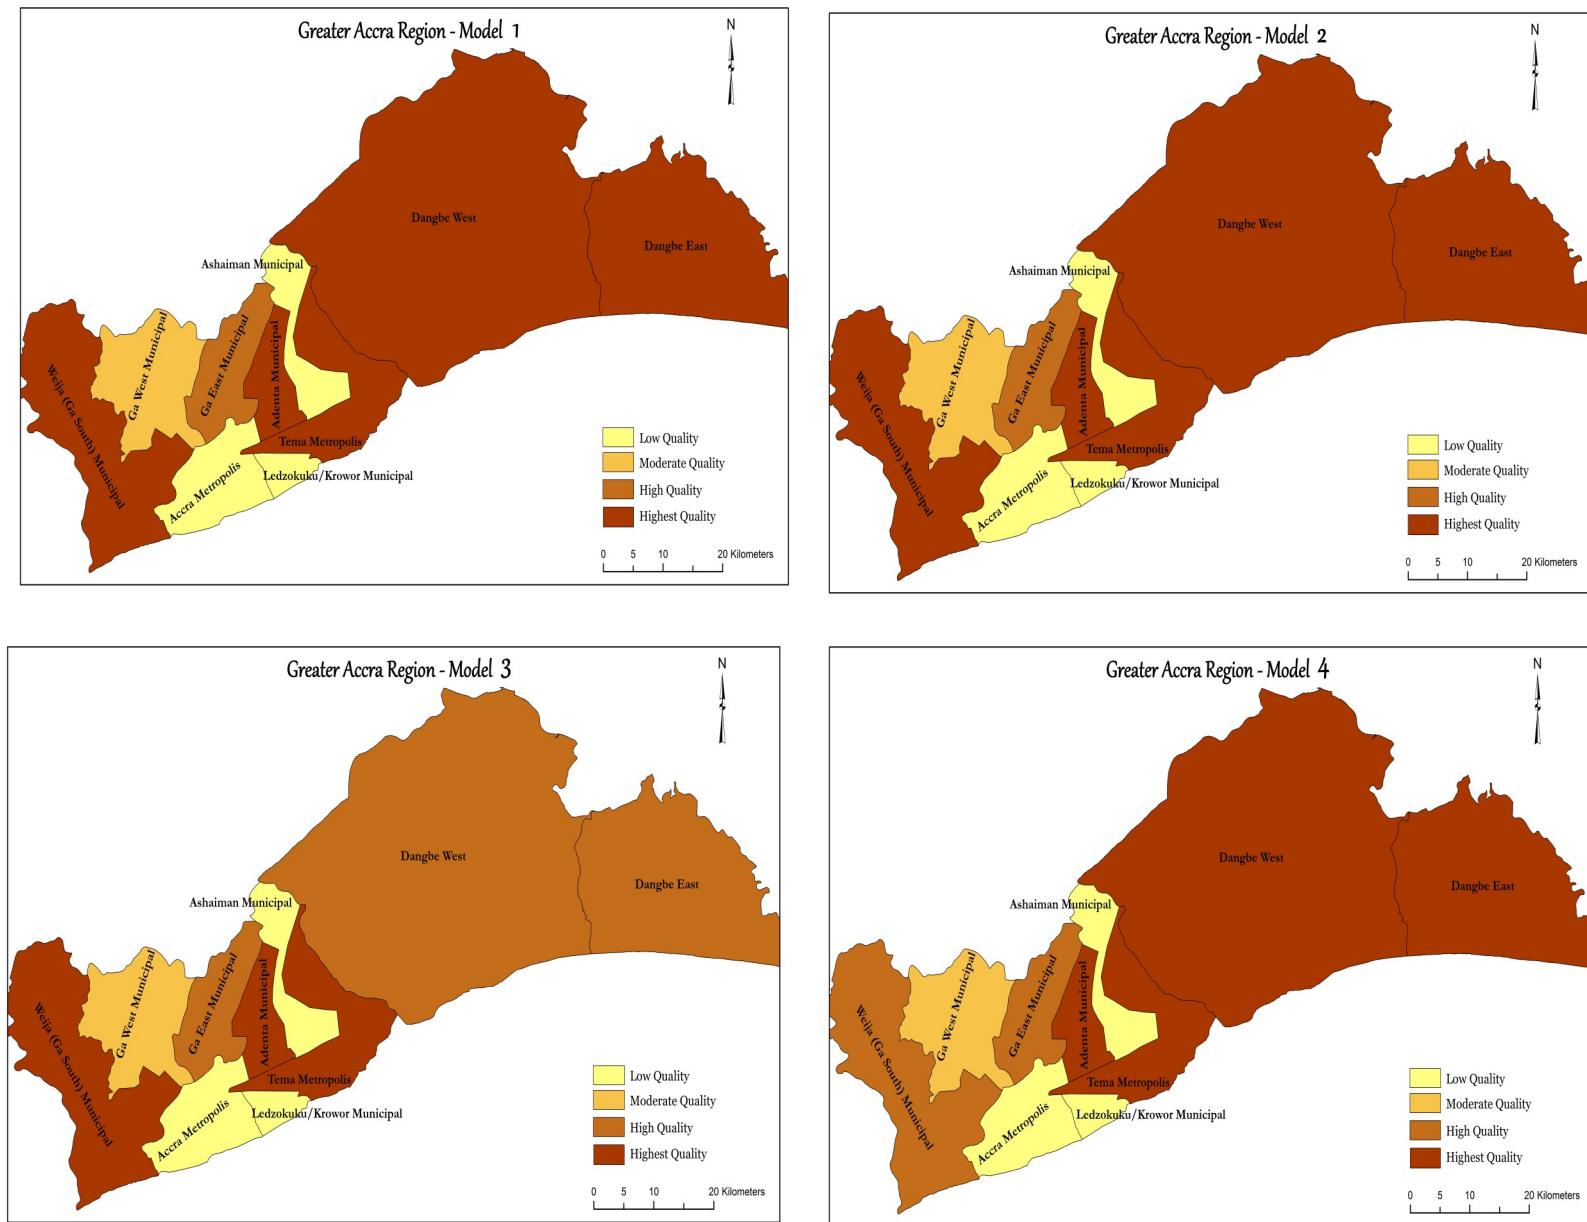 Greater Accra Region - Model 1
N
Dangbe West
Dangbe East
Ashaiman Municipal
Ga West Municipal
Ga East Municipal
Adenta Municipal
Weija (Ga South) Municipal
Tema Metropolis
Accra Metropolis
Ledzokuku/Krowor Municipal
Low Quality
Moderate Quality
High Quality
Highest Quality
0 5 10 20 Kilometers
Greater Accra Region - Model 2
N
Dangbe West
Dangbe East
Ashaiman Municipal
Ga West Municipal
Ga East Municipal
Adenta Municipal
Weija (Ga South) Municipal
Tema Metropolis
Accra Metropolis
Ledzokuku/Krowor Municipal
Low Quality
Moderate Quality
High Quality
Highest Quality
0 5 10 20 Kilometers
Greater Accra Region - Model 3
N
Dangbe West
Dangbe East
Ashaiman Municipal
Ga West Municipal
Ga East Municipal
Adenta Municipal
Weija (Ga South) Municipal
Tema Metropolis
Accra Metropolis
Ledzokuku/Krowor Municipal
Low Quality
Moderate Quality
High Quality
Highest Quality
0 5 10 20 Kilometers
Greater Accra Region - Model 4
N
Dangbe West
Dangbe East
Ashaiman Municipal
Ga West Municipal
Ga East Municipal
Adenta Municipal
Weija (Ga South) Municipal
Tema Metropolis
Accra Metropolis
Ledzokuku/Krowor Municipal
Low Quality
Moderate Quality
High Quality
Highest Quality
0 5 10 20 Kilometers